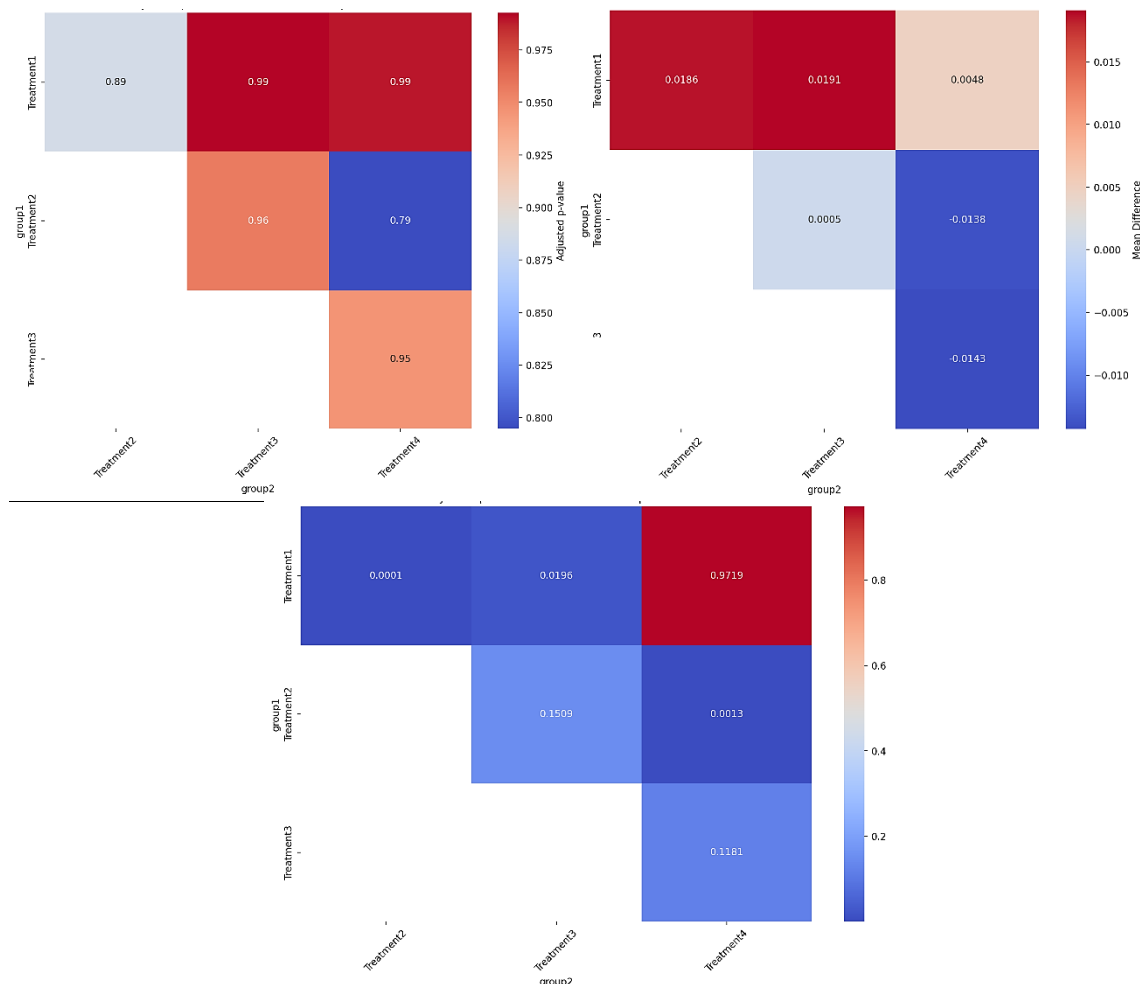 Treatment1
0.89
0.99
0.99
0.975
0.950
0.925
0.900
0.875
0.850
0.825
0.800
Adjusted p-value
group1
Treatment2
0.96
0.79
Treatment3
0.95
Treatment2
Treatment3
Treatment4
group2
Treatment1
0.0186
0.0191
0.0048
0.015
0.010
0.005
0.000
−0.005
−0.010
Mean Difference
group1
Treatment2
0.0005
-0.0138
3
-0.0143
Treatment2
Treatment3
Treatment4
group2
Treatment1
0.0001
0.0196
0.9719
0.8
0.6
0.4
0.2
group1
Treatment2
0.1509
0.0013
Treatment3
0.1181
Treatment2
Treatment3
Treatment4
group2